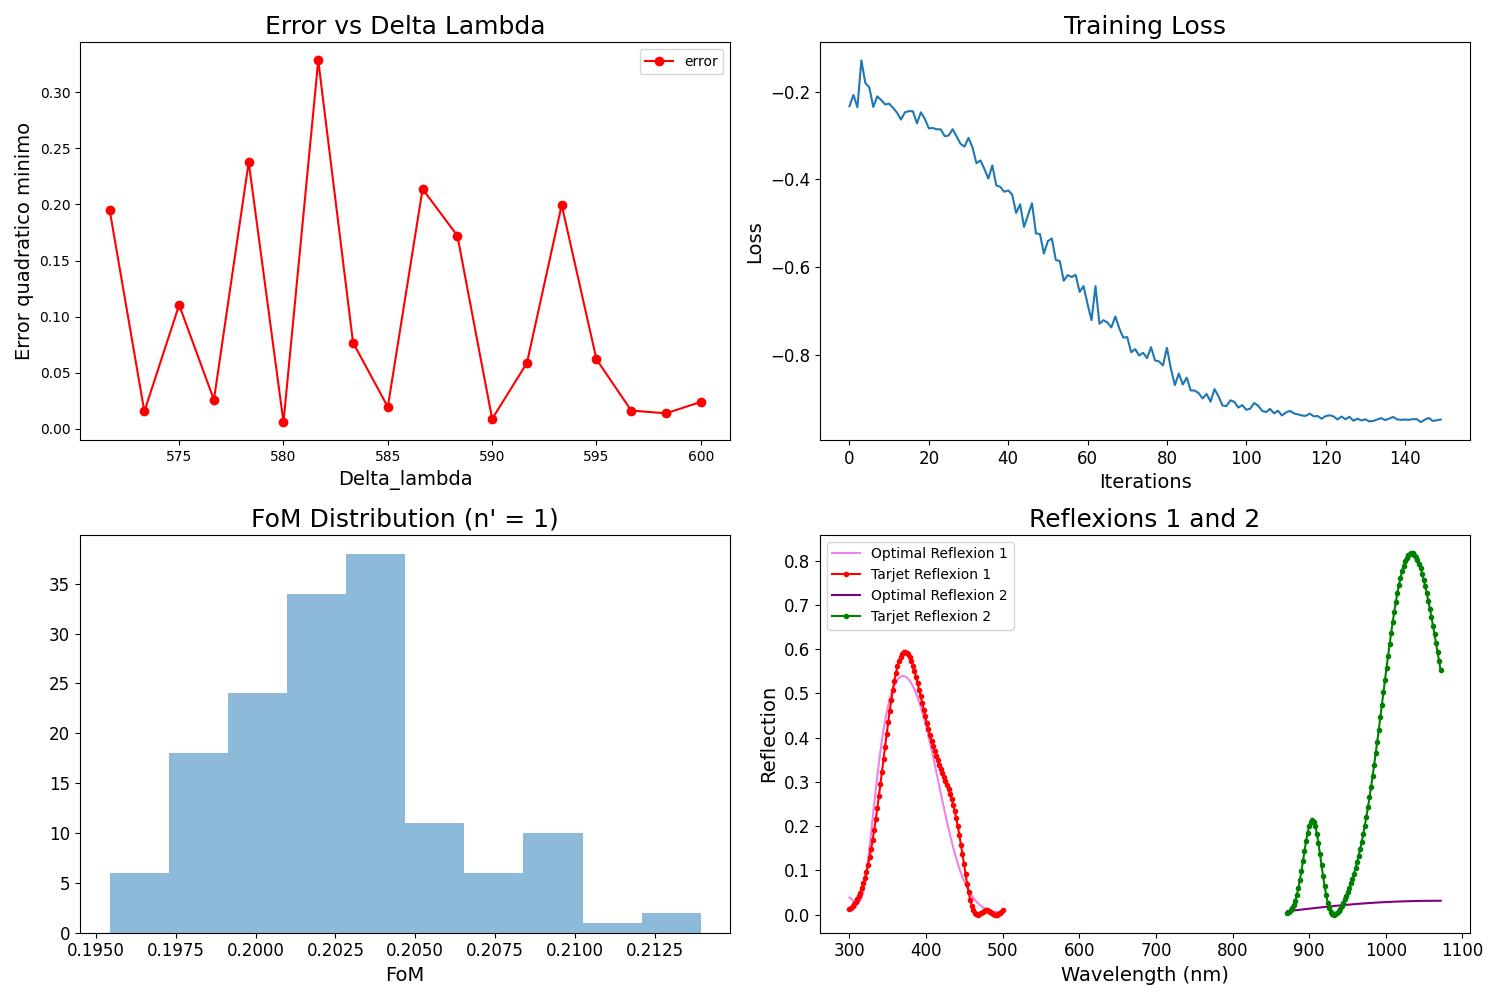 Error vs Delta Lambda
error
Error quadratico minimo
0.30
0.25
0.20
0.15
0.10
0.05
0.00
575 580 585 590 595 600
Delta_lambda
Training Loss
Loss
−0.2
−0.4
−0.6
−0.8
0 20 40 60 80 100 120 140
Iterations
FoM Distribution (n' = 1)
35
30
25
20
15
10
5
0
0.1950 0.1975 0.2000 0.2025 0.2050 0.2075 0.2100 0.2125
FoM
Reflexions 1 and 2
Optimal Reflexion 1
Tarjet Reflexion 1
Optimal Reflexion 2
Tarjet Reflexion 2
Reflection
0.8
0.7
0.6
0.5
0.4
0.3
0.2
0.1
0.0
300 400 500 600 700 800 900 1000 1100
Wavelength (nm)